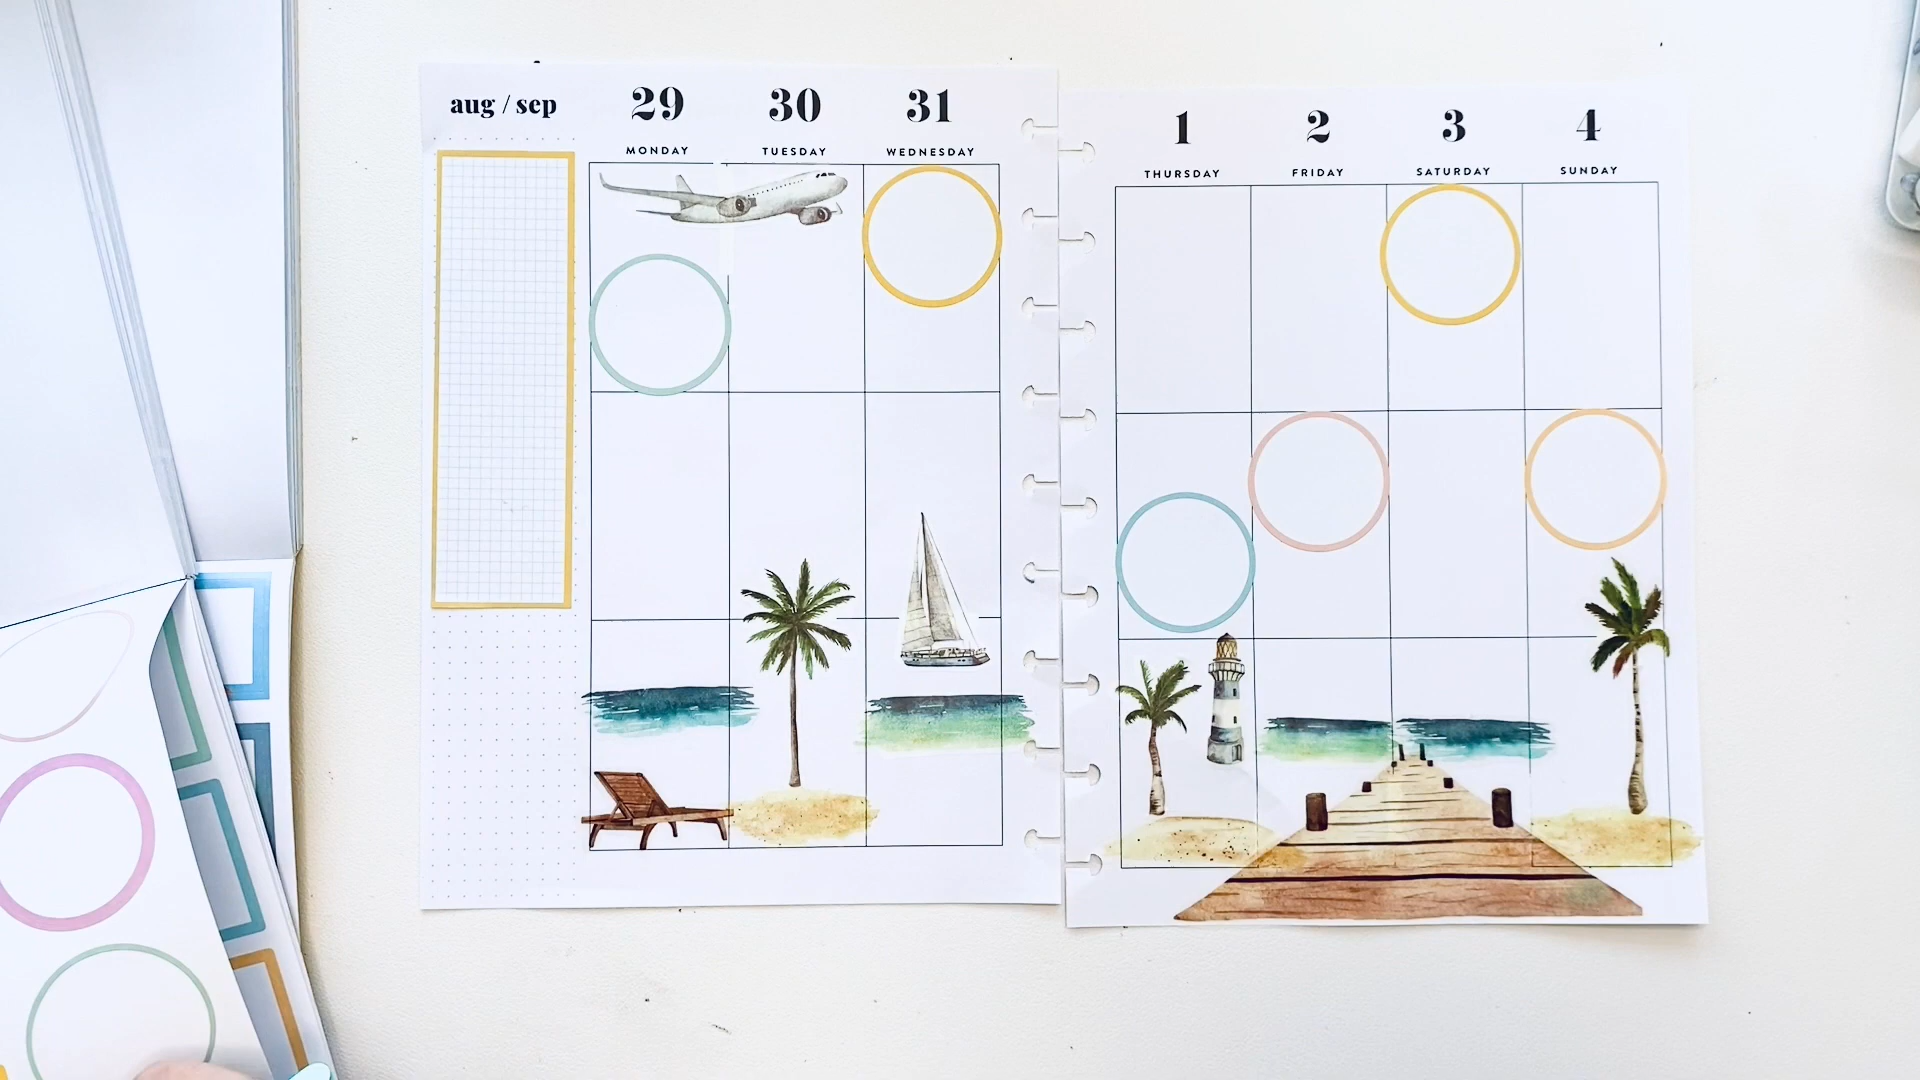 aug / sep
29 30 31
MONDAY TUESDAY WEDNESDAY
1 2 3 4
THURSDAY FRIDAY SATURDAY SUNDAY